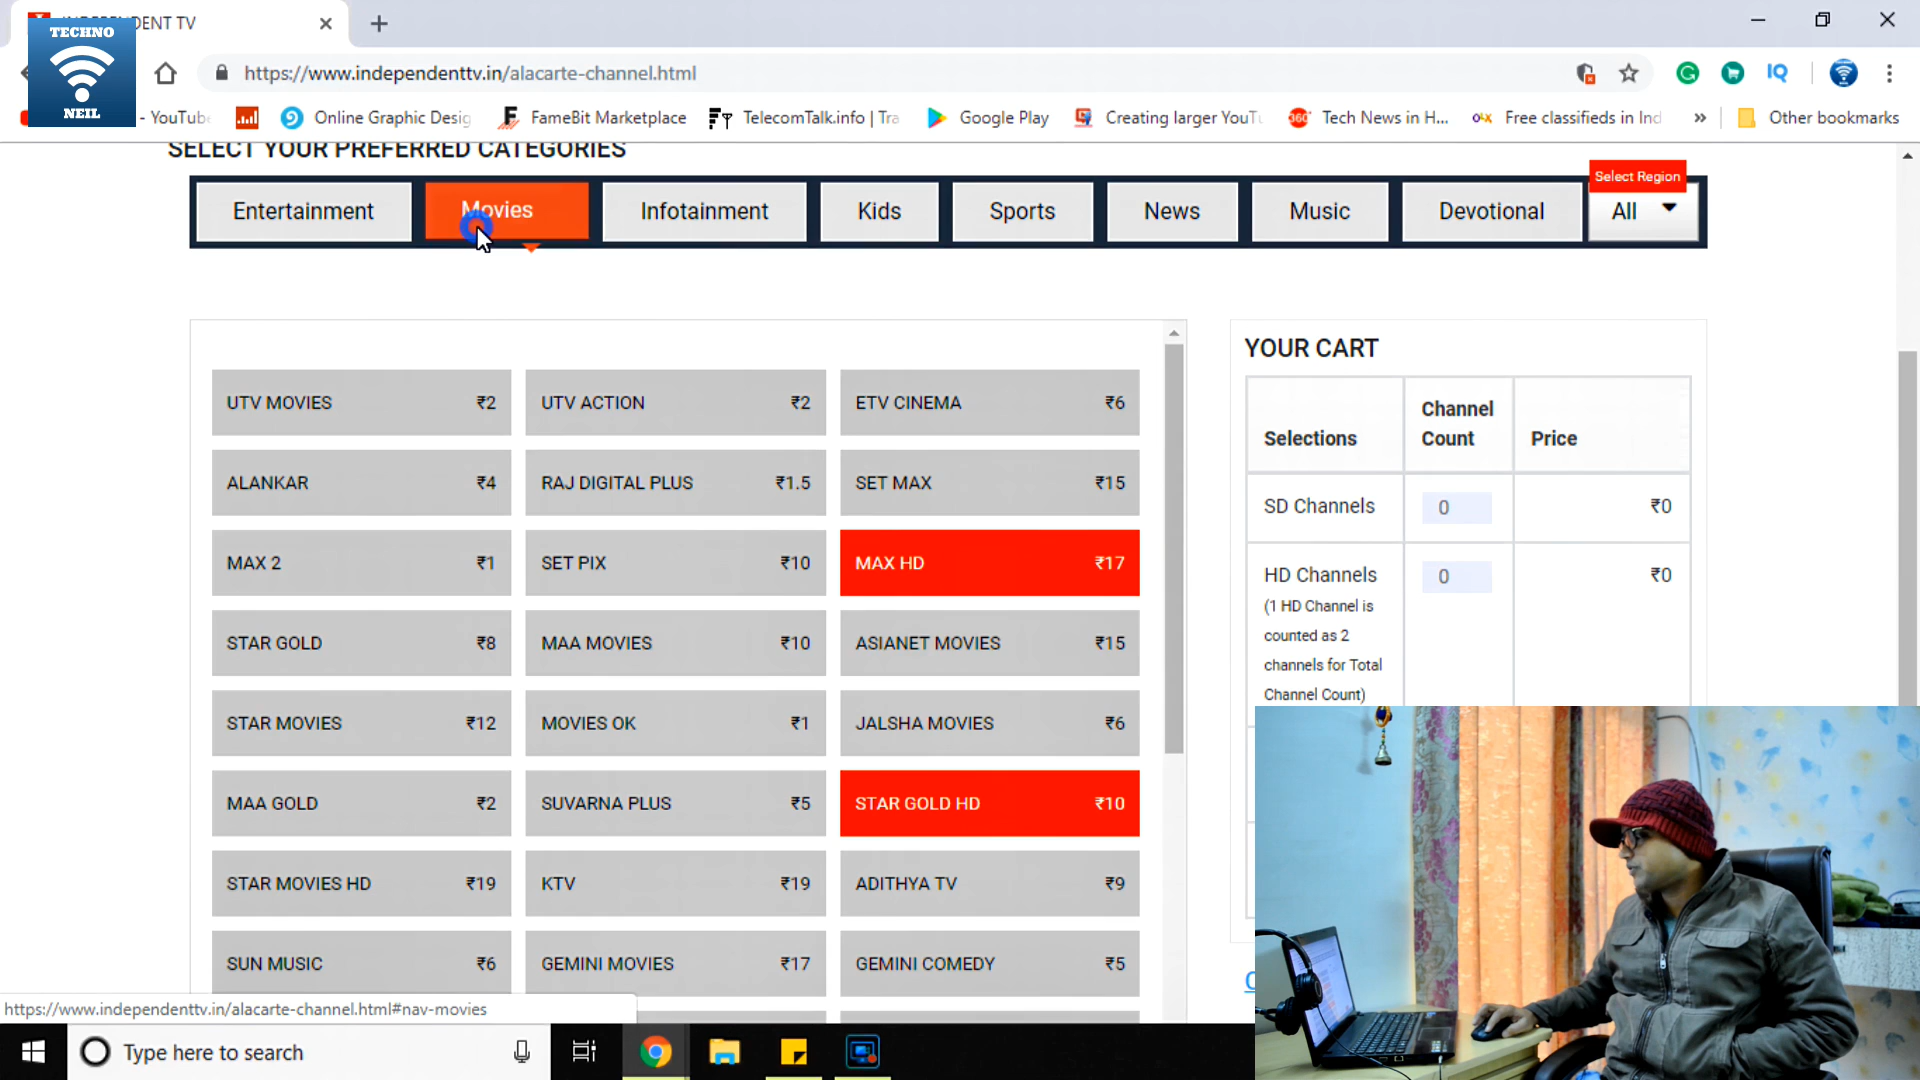 DENT TV
TECHNO
NEIL
https://www.independenttv.in/alacarte-channel.html
- YouTube
Online Graphic Desig
FameBit Marketplace
TelecomTalk.info | Tra
Google Play
Creating larger YouTu
Tech News in H...
Free classifieds in Ind
»
Other bookmarks
SELECT YOUR PREFERRED CATEGORIES
Select Region
Entertainment
Movies
Infotainment
Kids
Sports
News
Music
Devotional
All
UTV MOVIES ₹2
UTV ACTION ₹2
ETV CINEMA ₹6
ALANKAR ₹4
RAJ DIGITAL PLUS ₹1.5
SET MAX ₹15
MAX 2 ₹1
SET PIX ₹10
MAX HD ₹17
STAR GOLD ₹8
MAA MOVIES ₹10
ASIANET MOVIES ₹15
STAR MOVIES ₹12
MOVIES OK ₹1
JALSHA MOVIES ₹6
MAA GOLD ₹2
SUVARNA PLUS ₹5
STAR GOLD HD ₹10
STAR MOVIES HD ₹19
KTV ₹19
ADITHYA TV ₹9
SUN MUSIC ₹6
GEMINI MOVIES ₹17
GEMINI COMEDY ₹5
YOUR CART
Selections
Channel
Count
Price
SD Channels 0 ₹0
HD Channels 0 ₹0
(1 HD Channel is
counted as 2
channels for Total
Channel Count)
https://www.independenttv.in/alacarte-channel.html#nav-movies
Type here to search